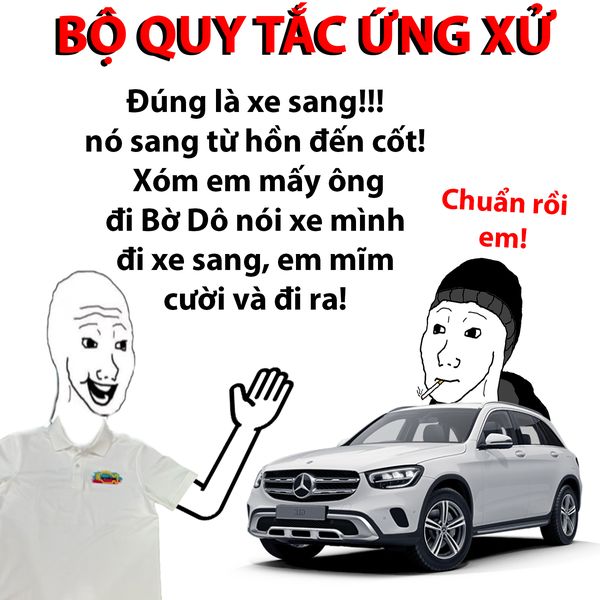 BỘ QUY TẮC ỨNG XỬ
Đúng là xe sang!!!
nó sang từ hồn đến cốt!
Xóm em mấy ông
đi Bờ Dô nói xe mình
đi xe sang, em mĩm
cười và đi ra!
Chuẩn rồi
em!